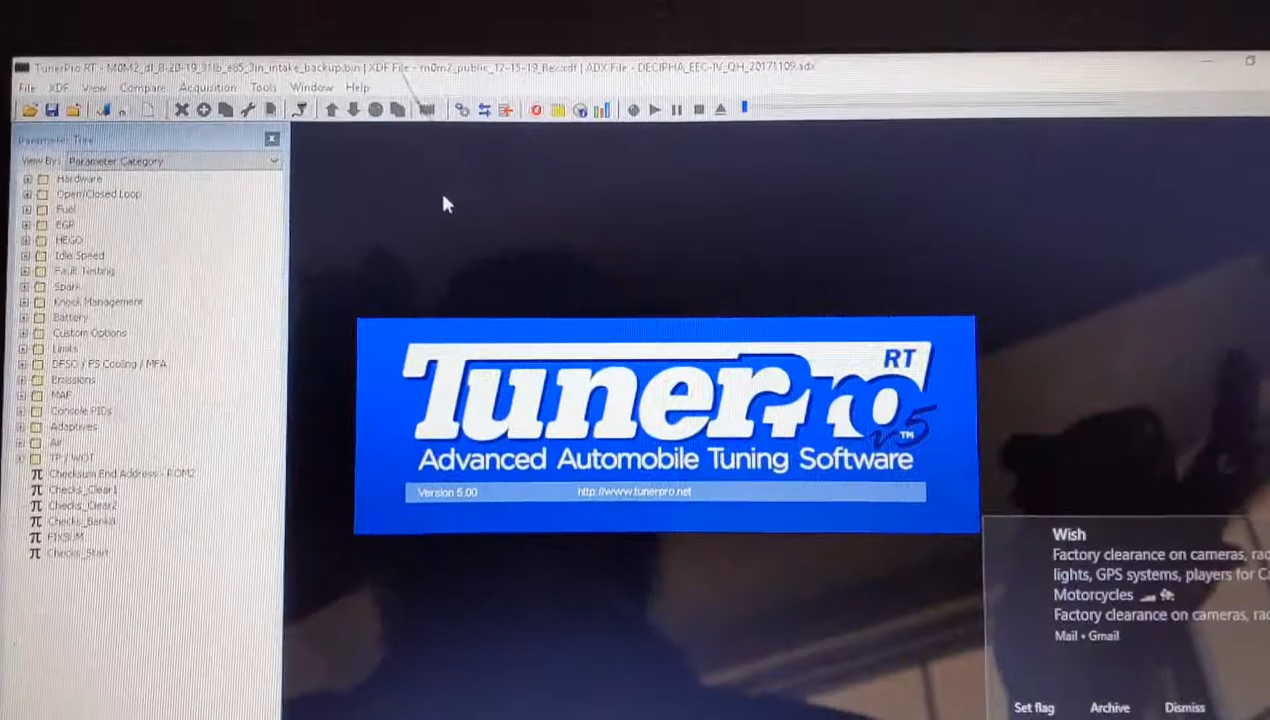 TunerPro RT - M0M2_dl_8-20-19_31lb_e85_3in_intake_backup.bin | XDF File - m0m2_public_12-15-19_Rex.xdf | ADX File - DECIPHA_EEC-IV_QH_20171109.adx
File XDF View Compare Acquisition Tools Window Help
Parameter Tree
View By: Parameter Category
Hardware
Open/Closed Loop
Fuel
EGR
HEGO
Idle Speed
Fault Testing
Spark
Knock Management
Battery
Custom Options
Limits
DFSO / FS Cooling / MFA
Emissions
MAF
Console PIDs
Adaptives
Air
TP / WOT
Checksum End Address - ROM2
Checks_Clear1
Checks_Clear2
Checks_Bank8
FIXSUM
Checks_Start
TunerPro RT
v5 ™
Advanced Automobile Tuning Software
Version 5.00 http://www.tunerpro.net
Wish
Factory clearance on cameras,
lights, GPS systems, players for
Motorcycles
Factory clearance on cameras,
Mail • Gmail
Set flag Archive Dismiss